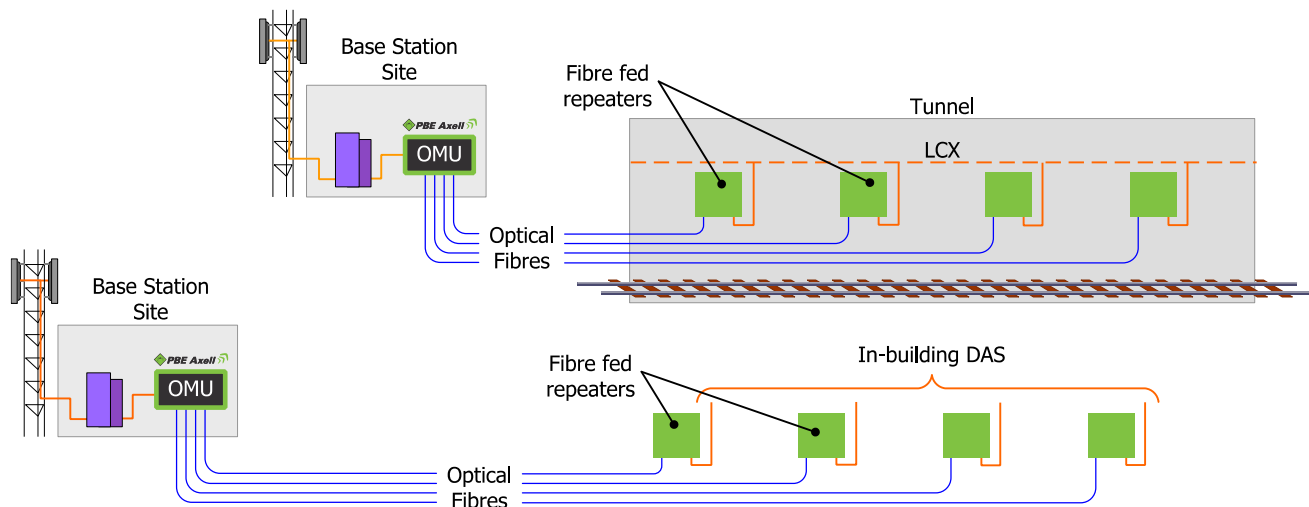 Base Station
Site
PBE Axell
OMU
Fibre fed
repeaters
Tunnel
LCX
Optical
Fibres
Base Station
Site
PBE Axell
OMU
Fibre fed
repeaters
In-building DAS
Optical
Fibres